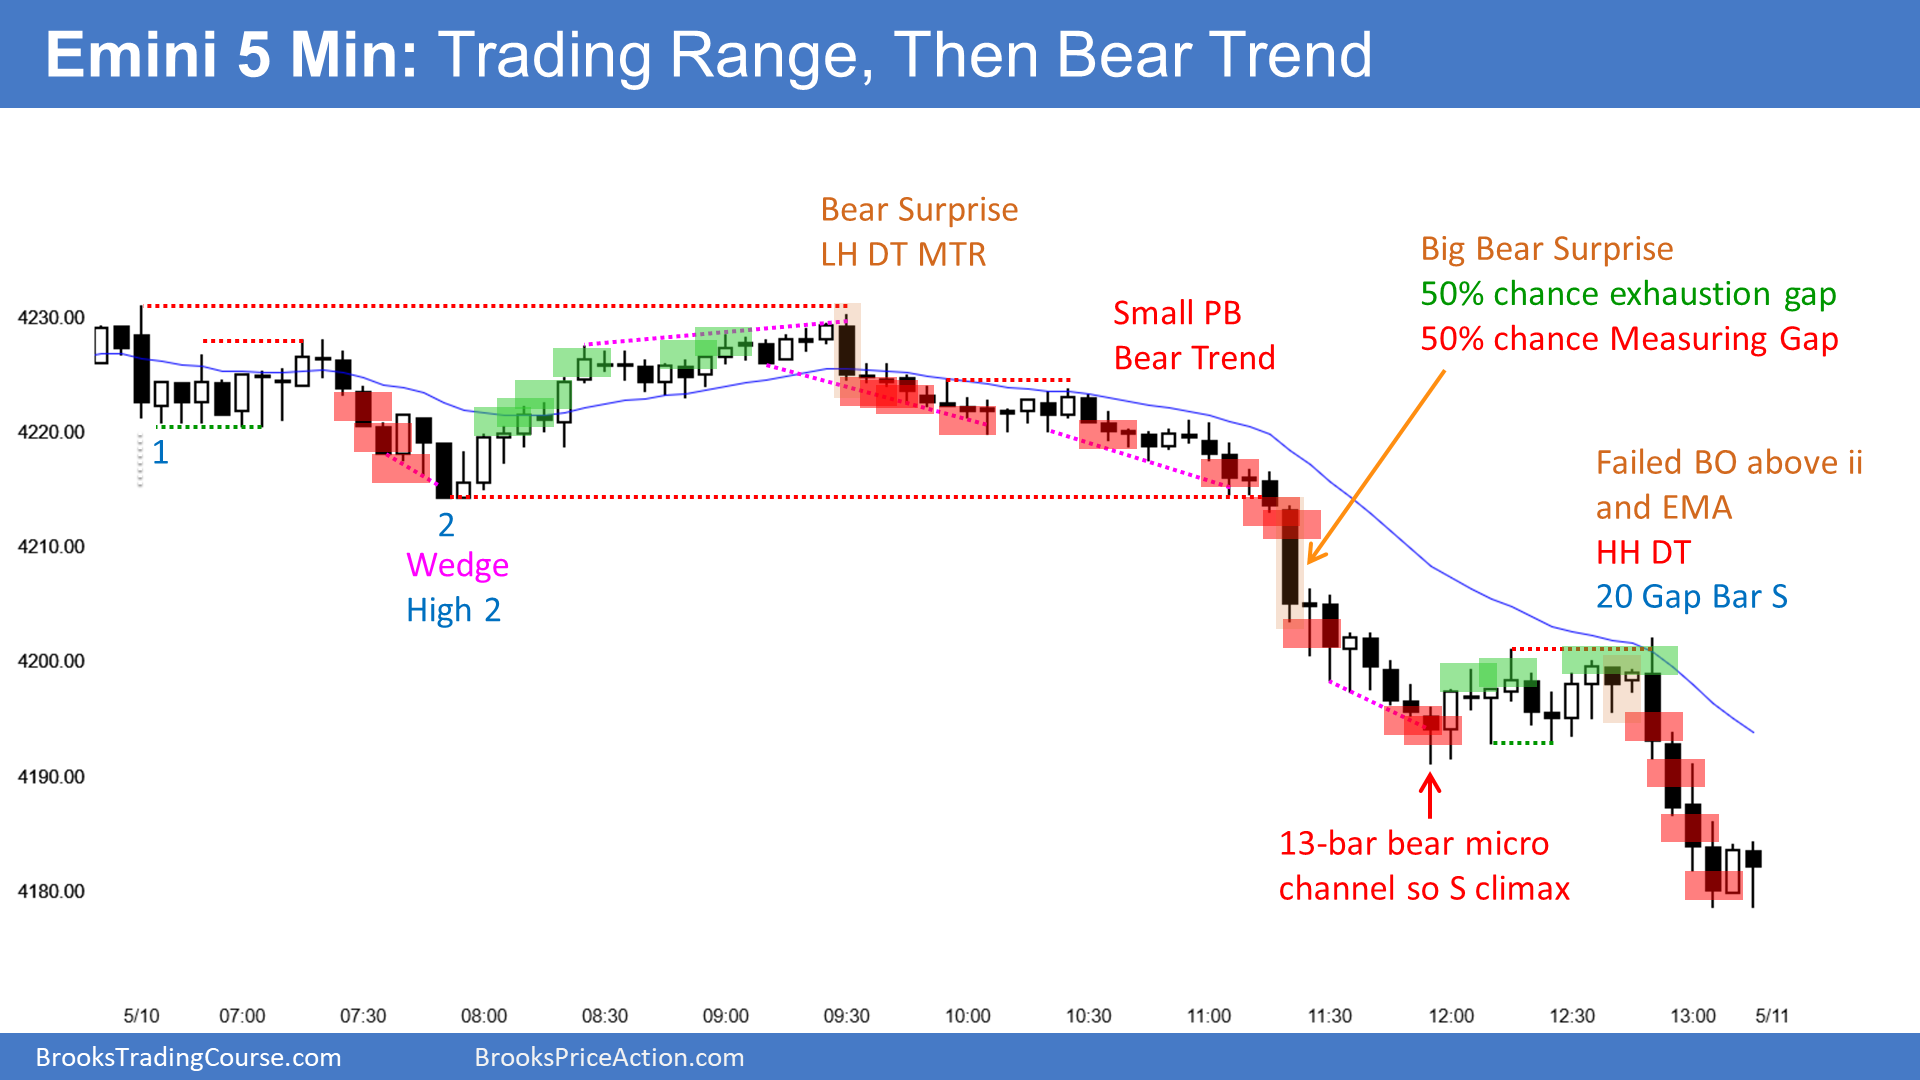 Emini 5 Min: Trading Range, Then Bear Trend
Bear Surprise
LH DT MTR
Big Bear Surprise
50% chance exhaustion gap
50% chance Measuring Gap
Small PB
Bear Trend
4230.00
4220.00
4210.00
4200.00
4190.00
4180.00
1
2
Wedge
High 2
Failed BO above ii
and EMA
HH DT
20 Gap Bar S
13-bar bear micro
channel so S climax
5/10 07:00 07:30 08:00 08:30 09:00 09:30 10:00 10:30 11:00 11:30 12:00 12:30 13:00 5/11
BrooksTradingCourse.com BrooksPriceAction.com